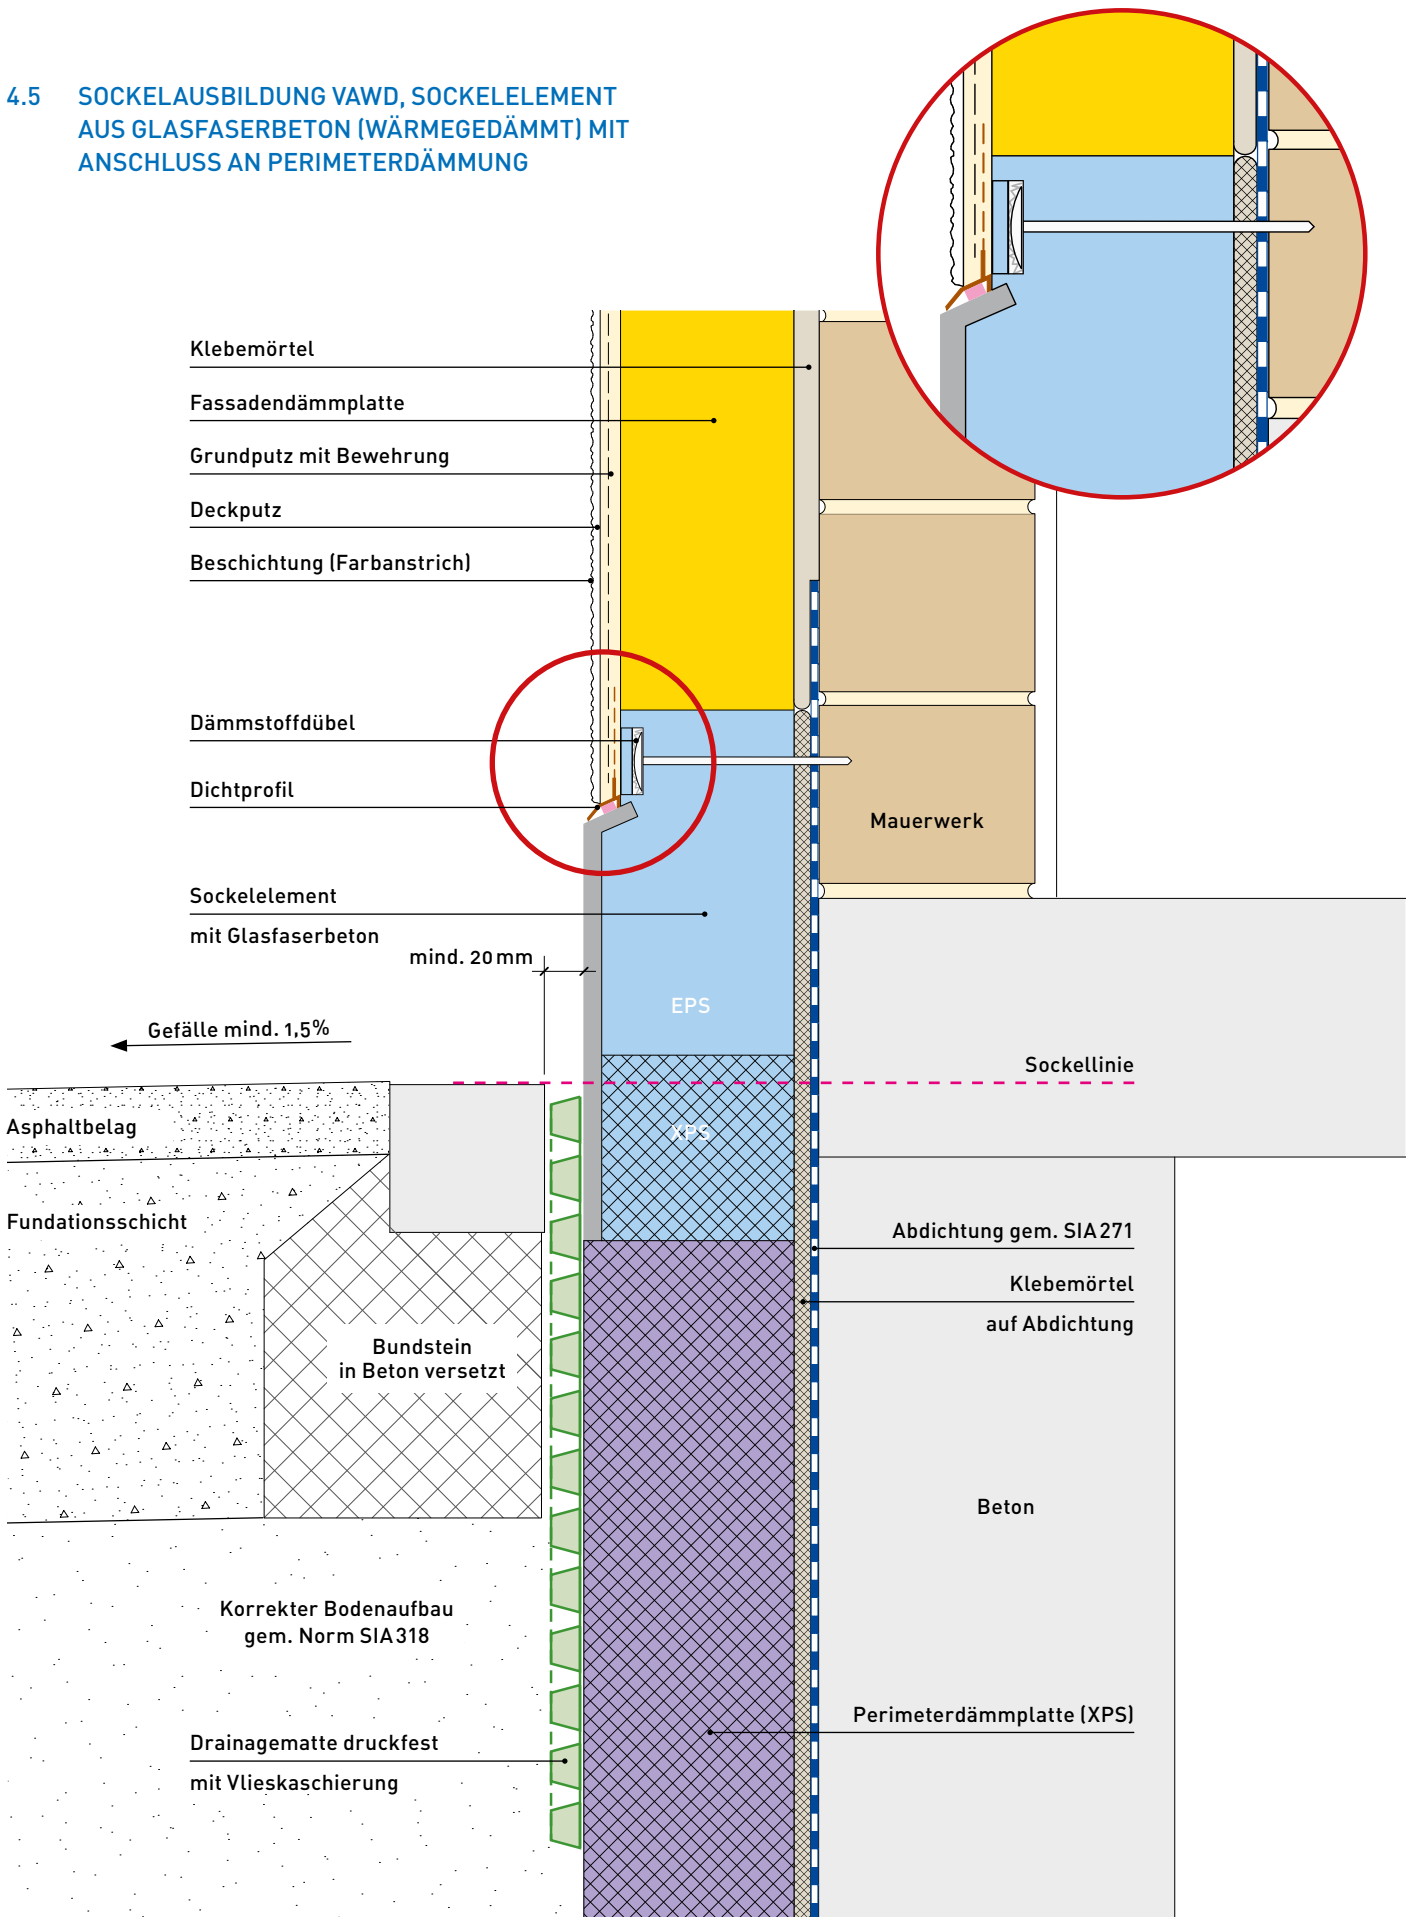 4.5 SOCKELAUSBILDUNG VAWD, SOCKELELEMENT
AUS GLASFASERBETON (WÄRMEGEDÄMMT) MIT
ANSCHLUSS AN PERIMETERDÄMMUNG
Klebemörtel
Fassadendämmplatte
Grundputz mit Bewehrung
Deckputz
Beschichtung (Farbanstrich)
Dämmstoffdübel
Dichtprofil
Mauerwerk
Sockelelement
mit Glasfaserbeton
mind. 20 mm
EPS
Gefälle mind. 1,5%
Sockellinie
Asphaltbelag
XPS
Fundationsschicht
Abdichtung gem. SIA 271
Klebemörtel
auf Abdichtung
Bundstein
in Beton versetzt
Beton
Korrekter Bodenaufbau
gem. Norm SIA 318
Perimeterdämmplatte (XPS)
Drainagematte druckfest
mit Vlieskaschierung